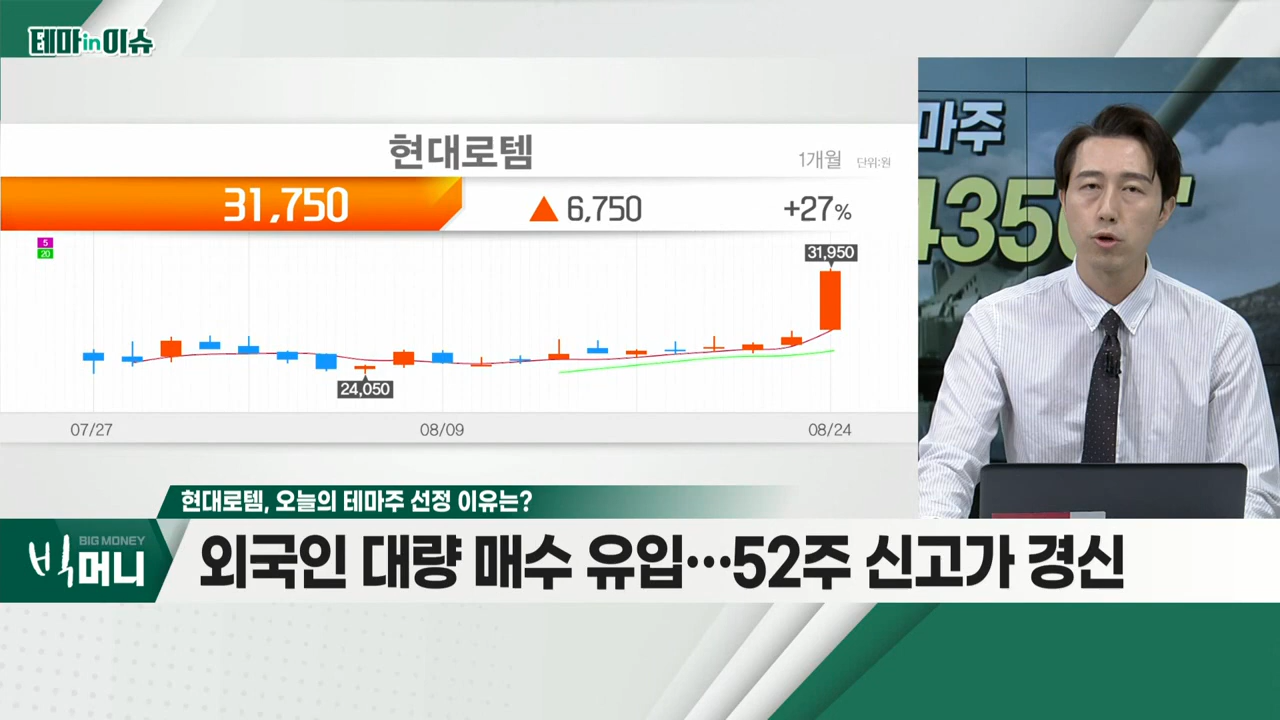 테마in이슈
현대로템
1개월 단위:원
31,750 ▲ 6,750 +27%
5
20
31,950
24,050
07/27 08/09 08/24
마주
435
현대로템, 오늘의 테마주 선정 이유는?
BIG MONEY
빅머니
외국인 대량 매수 유입…52주 신고가 경신